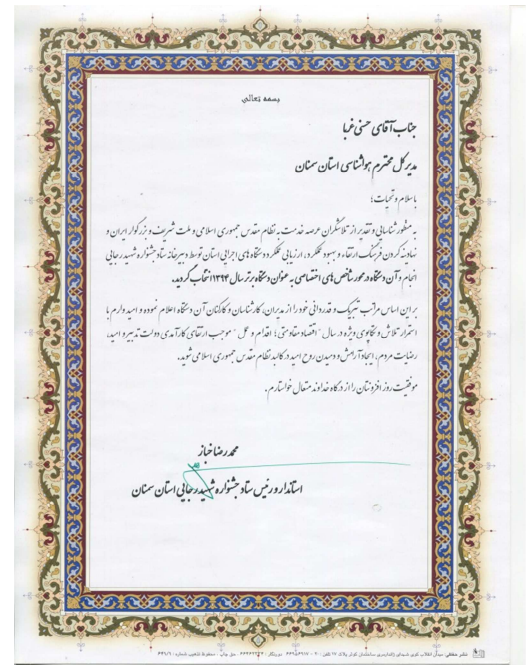 بسمه تعالی
جناب آقای حسنی غربا
مدیر کل محترم هواشناسی استان سمنان
با سلام و تحیات؛
به منظور شناسایی و تقدیر از تلاشگران عرصه خدمت به نظام مقدس جمهوری اسلامی و ملت شریف و بزرگوار ایران و
نهادینه کردن فرهنگ ارتقاء و بهبود عملکرد، ارزیابی عملکرد دستگاه های اجرایی استان توسط دبیرخانه ستاد جشنواره شهید رجایی
انجام و آن دستگاه در محور شاخص های اختصاصی به عنوان دستگاه برتر سال ۱۳۹۴ انتخاب گردید.
بر این اساس مراتب تبریک و قدردانی خود را از مدیران، کارشناسان و کارکنان آن دستگاه اعلام نموده و امیدوارم با
استمرار تلاش و تکاپوی ویژه در سال "اقتصاد مقاومتی؛ اقدام و عمل" موجب ارتقای کارآمدی دولت تدبیر و امید،
رضایت مردم، ایجاد آرامش و دمیدن روح امید در کالبد نظام مقدس جمهوری اسلامی شوید.
موفقیت روز افزونتان را از درگاه خداوند متعال خواستارم.
محمدرضا خباز
استاندار و رئیس ستاد جشنواره شهید رجایی استان سمنان